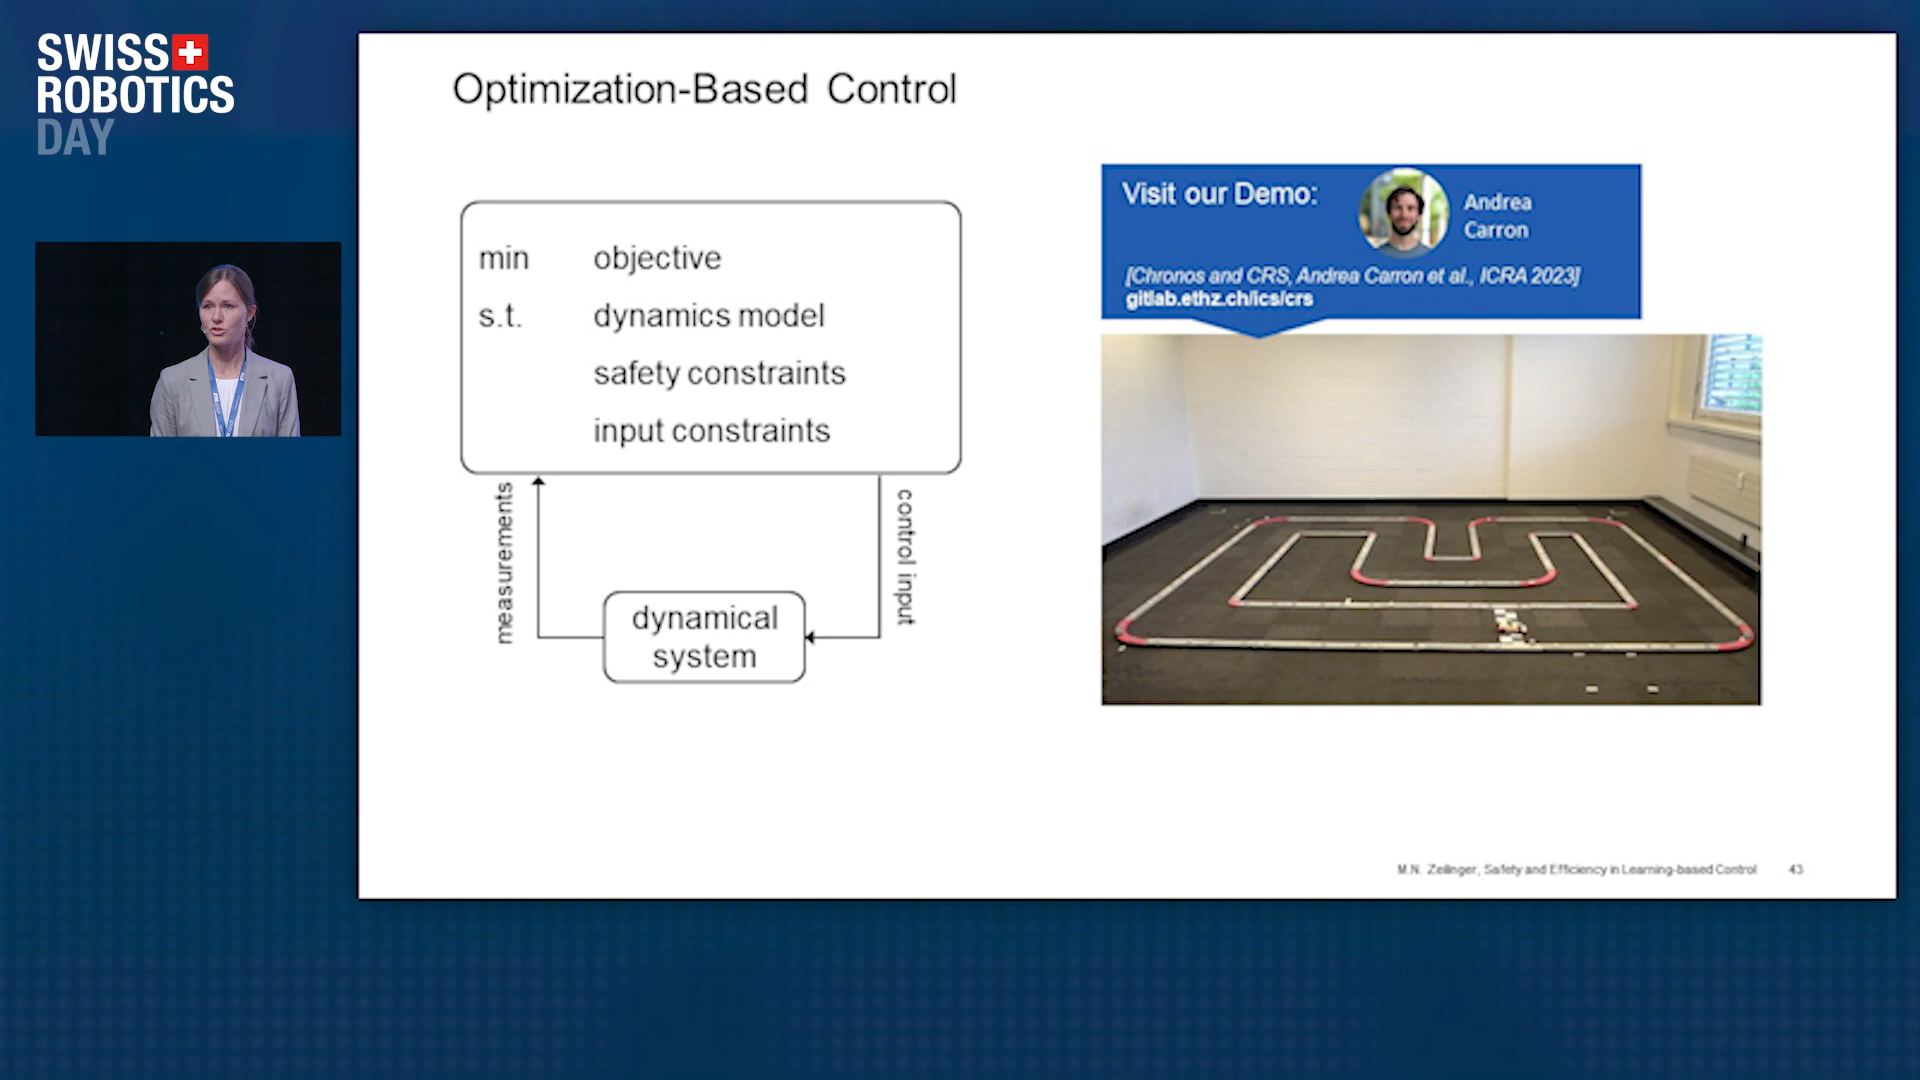 SWISS
ROBOTICS
DAY
Optimization-Based Control
min objective
s.t. dynamics model
safety constraints
input constraints
measurements
control input
dynamical
system
Visit our Demo:
Andrea
Carron
[Chronos and CRS, Andrea Carron et al., ICRA 2023]
gitlab.ethz.ch/ics/crs
M.N. Zeilinger, Safety and Efficiency in Learning-based Control 43